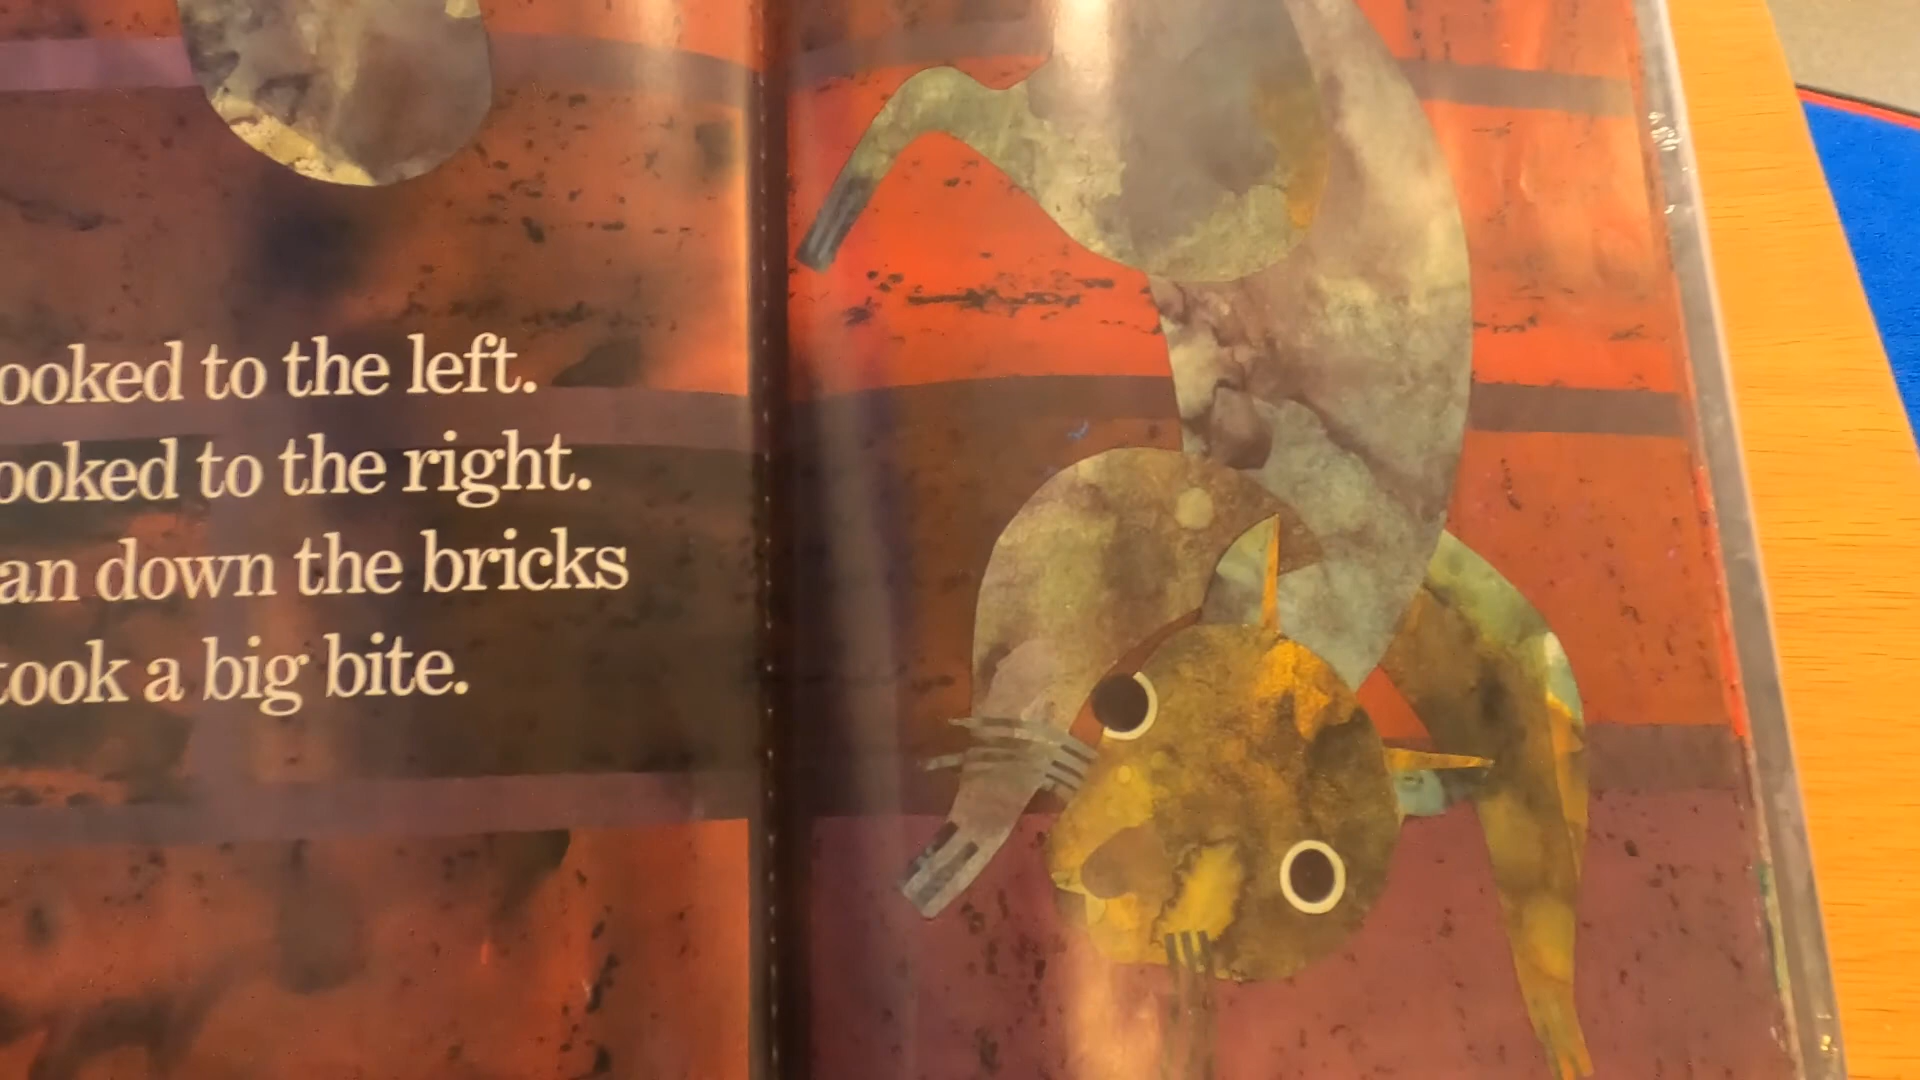 ooked to the left.
ooked to the right.
an down the bricks
took a big bite.